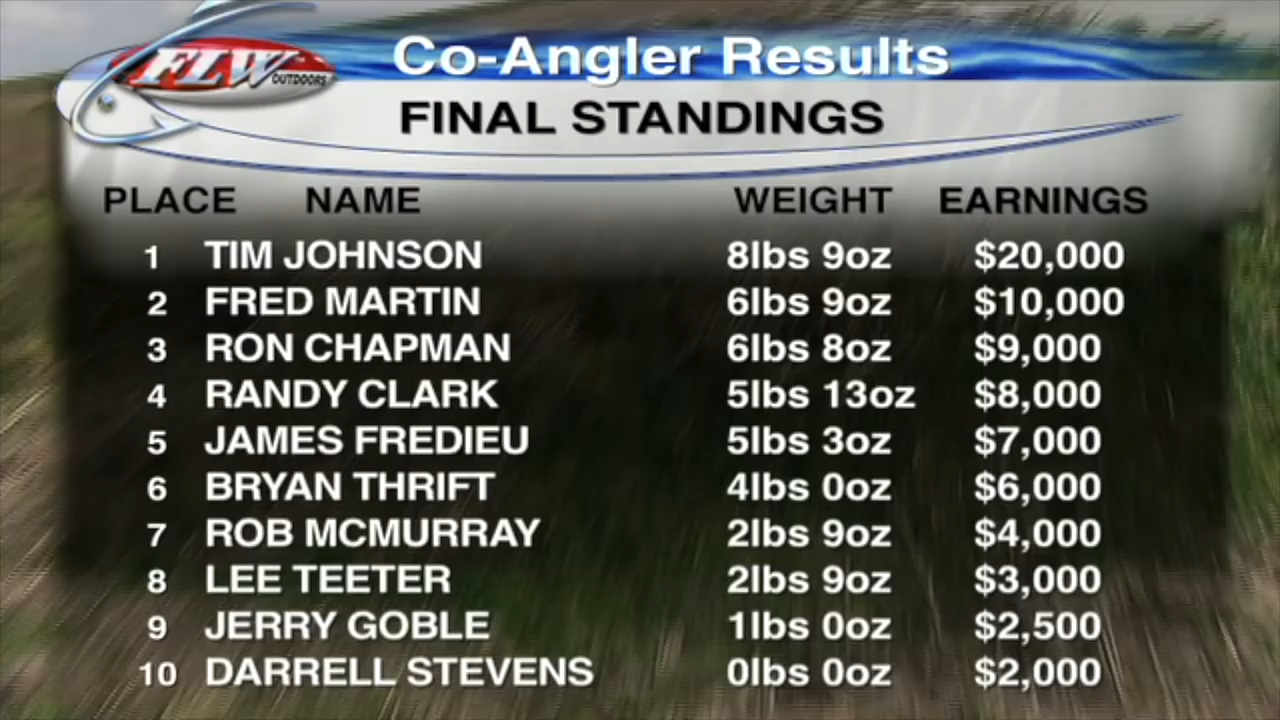 FLW OUTDOORS
Co-Angler Results
FINAL STANDINGS
PLACE NAME WEIGHT EARNINGS
1 TIM JOHNSON 8lbs 9oz $20,000
2 FRED MARTIN 6lbs 9oz $10,000
3 RON CHAPMAN 6lbs 8oz $9,000
4 RANDY CLARK 5lbs 13oz $8,000
5 JAMES FREDIEU 5lbs 3oz $7,000
6 BRYAN THRIFT 4lbs 0oz $6,000
7 ROB MCMURRAY 2lbs 9oz $4,000
8 LEE TEETER 2lbs 9oz $3,000
9 JERRY GOBLE 1lbs 0oz $2,500
10 DARRELL STEVENS 0lbs 0oz $2,000